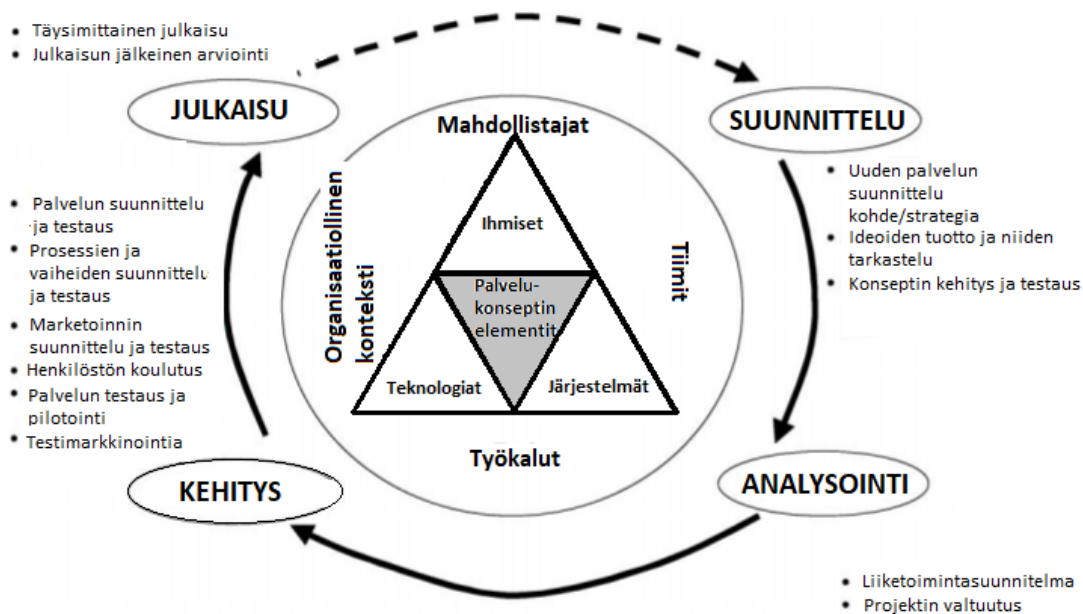 Täysimittainen julkaisu
Julkaisun jälkeinen arviointi
JULKAISU
SUUNNITTELU
Uuden palvelun
suunnittelu
kohde/strategia
Ideoiden tuotto ja niiden
tarkastelu
Konseptin kehitys ja testaus
Mahdollistajat
Organisaatiollinen
konteksti
Tiimit
Ihmiset
Palvelu-
konseptin
elementit
Teknologiat
Järjestelmät
Työkalut
Palvelun suunnittelu
ja testaus
Prosessien ja
vaiheiden suunnittelu
ja testaus
Marketoinnin
suunnittelu ja testaus
Henkilöstön koulutus
Palvelun testaus ja
pilotointi
Testimarkkinointia
KEHITYS
ANALYSOINTI
Liiketoimintasuunnitelma
Projektin valtuutus